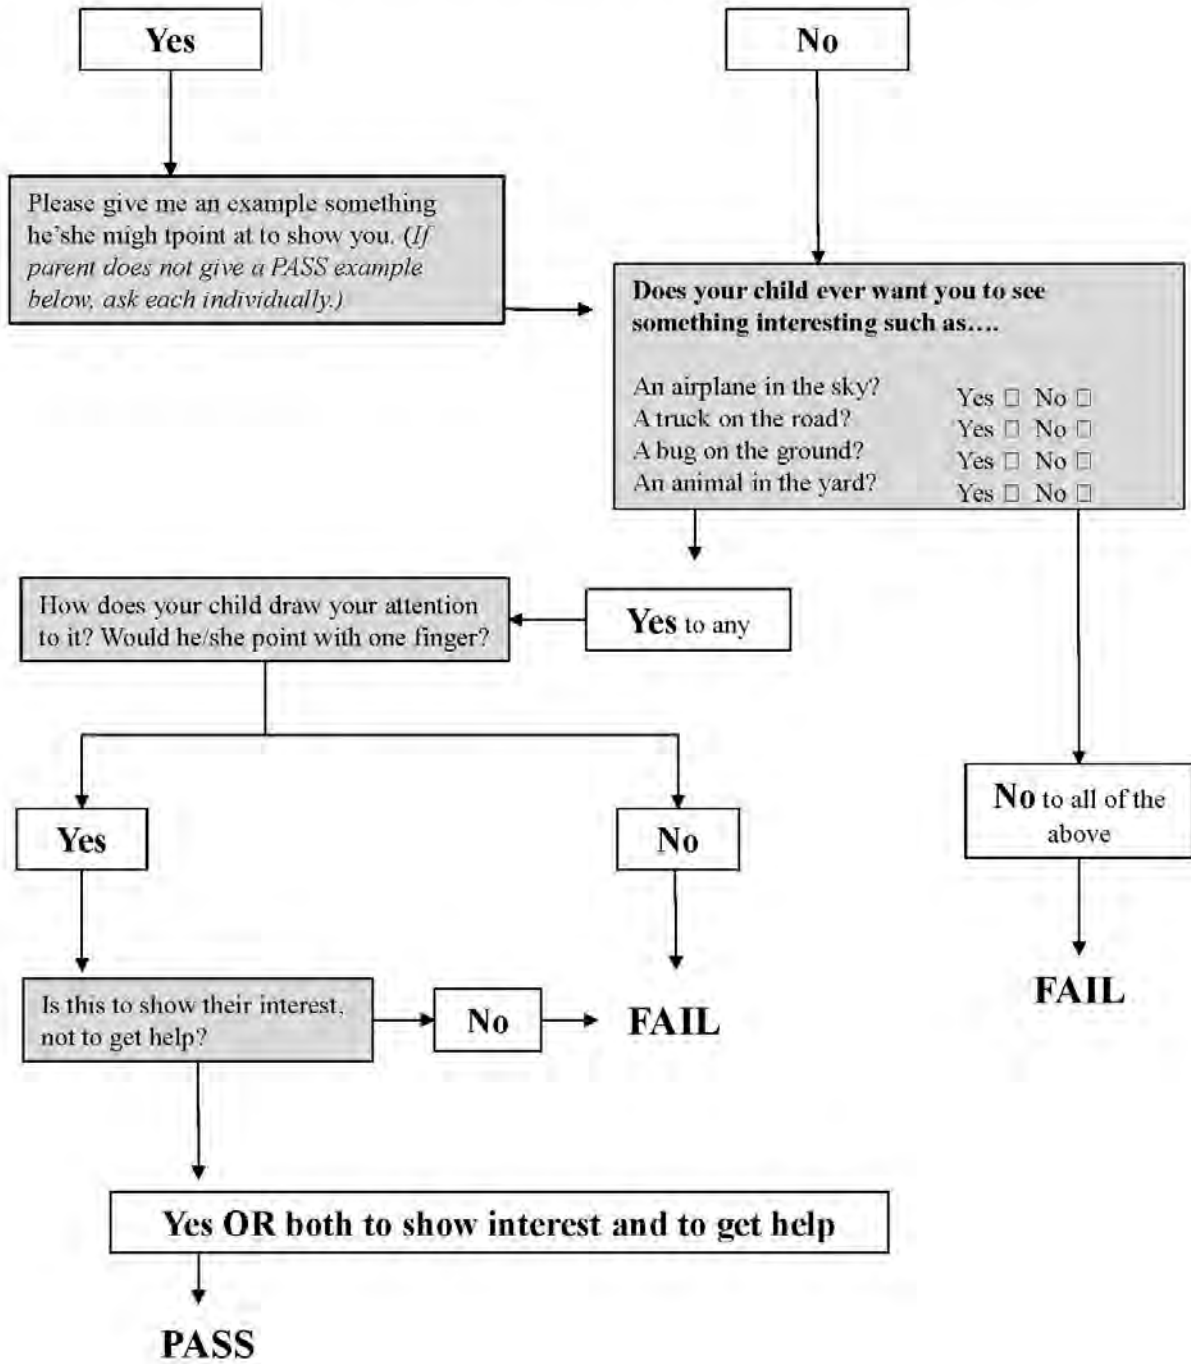 Yes
No
Please give me an example something
he'she migh tpoint at to show you. (If
parent does not give a PASS example
below, ask each individually.)
Does your child ever want you to see
something interesting such as….
An airplane in the sky? Yes □ No □
A truck on the road? Yes □ No □
A bug on the ground? Yes □ No □
An animal in the yard? Yes □ No □
How does your child draw your attention
to it? Would he/she point with one finger?
Yes to any
Yes
No
No to all of the
above
Is this to show their interest,
not to get help?
No
FAIL
FAIL
Yes OR both to show interest and to get help
PASS